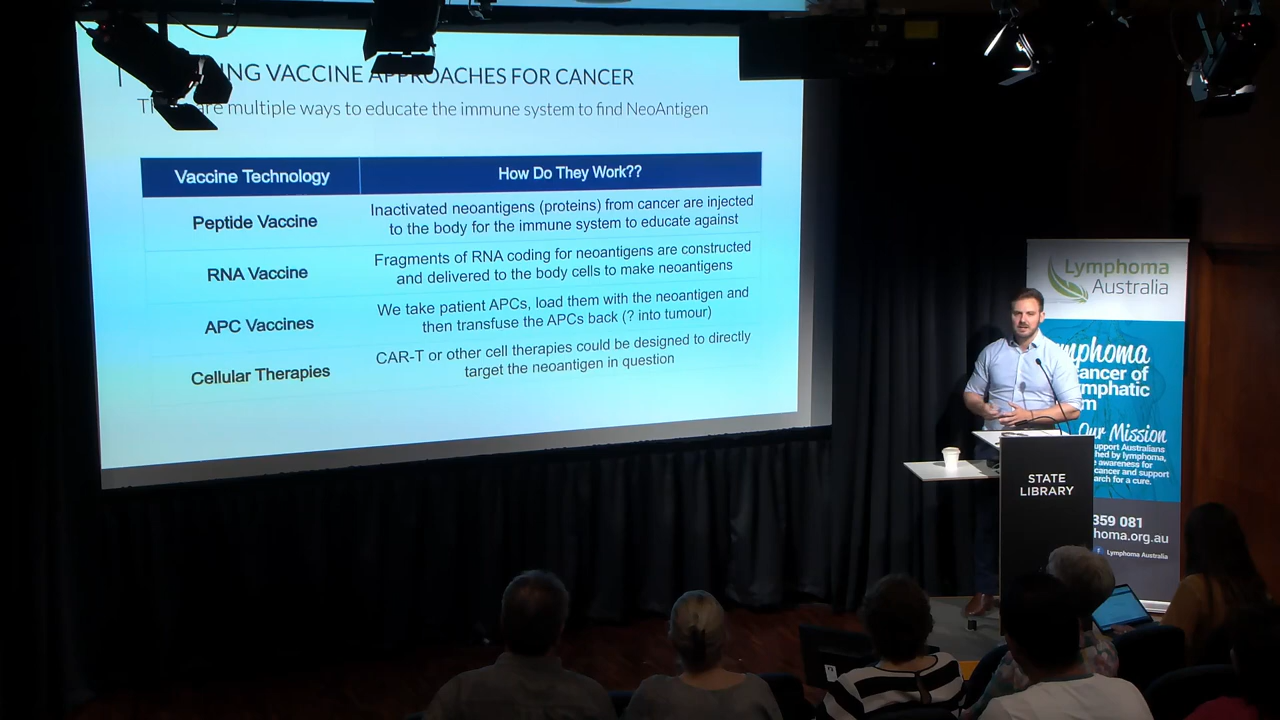 VACCINE APPROACHES FOR CANCER
are multiple ways to educate the immune system to find NeoAntigen
Vaccine Technology
How Do They Work??
Peptide Vaccine
Inactivated neoantigens (proteins) from cancer are injected
to the body for the immune system to educate against
RNA Vaccine
Fragments of RNA coding for neoantigens are constructed
and delivered to the body cells to make neoantigens
APC Vaccines
We take patient APCs, load them with the neoantigen and
then transfuse the APCs back (? into tumour)
Cellular Therapies
CAR-T or other cell therapies could be designed to directly
target the neoantigen in question
Lymphoma
Australia
mphoma
ancer of
ymphatic
m
Our Mission
upport Australians
hed by lymphoma,
e awareness for
cancer and support
arch for a cure.
359 081
homa.org.au
Lymphoma Australia
STATE
LIBRARY